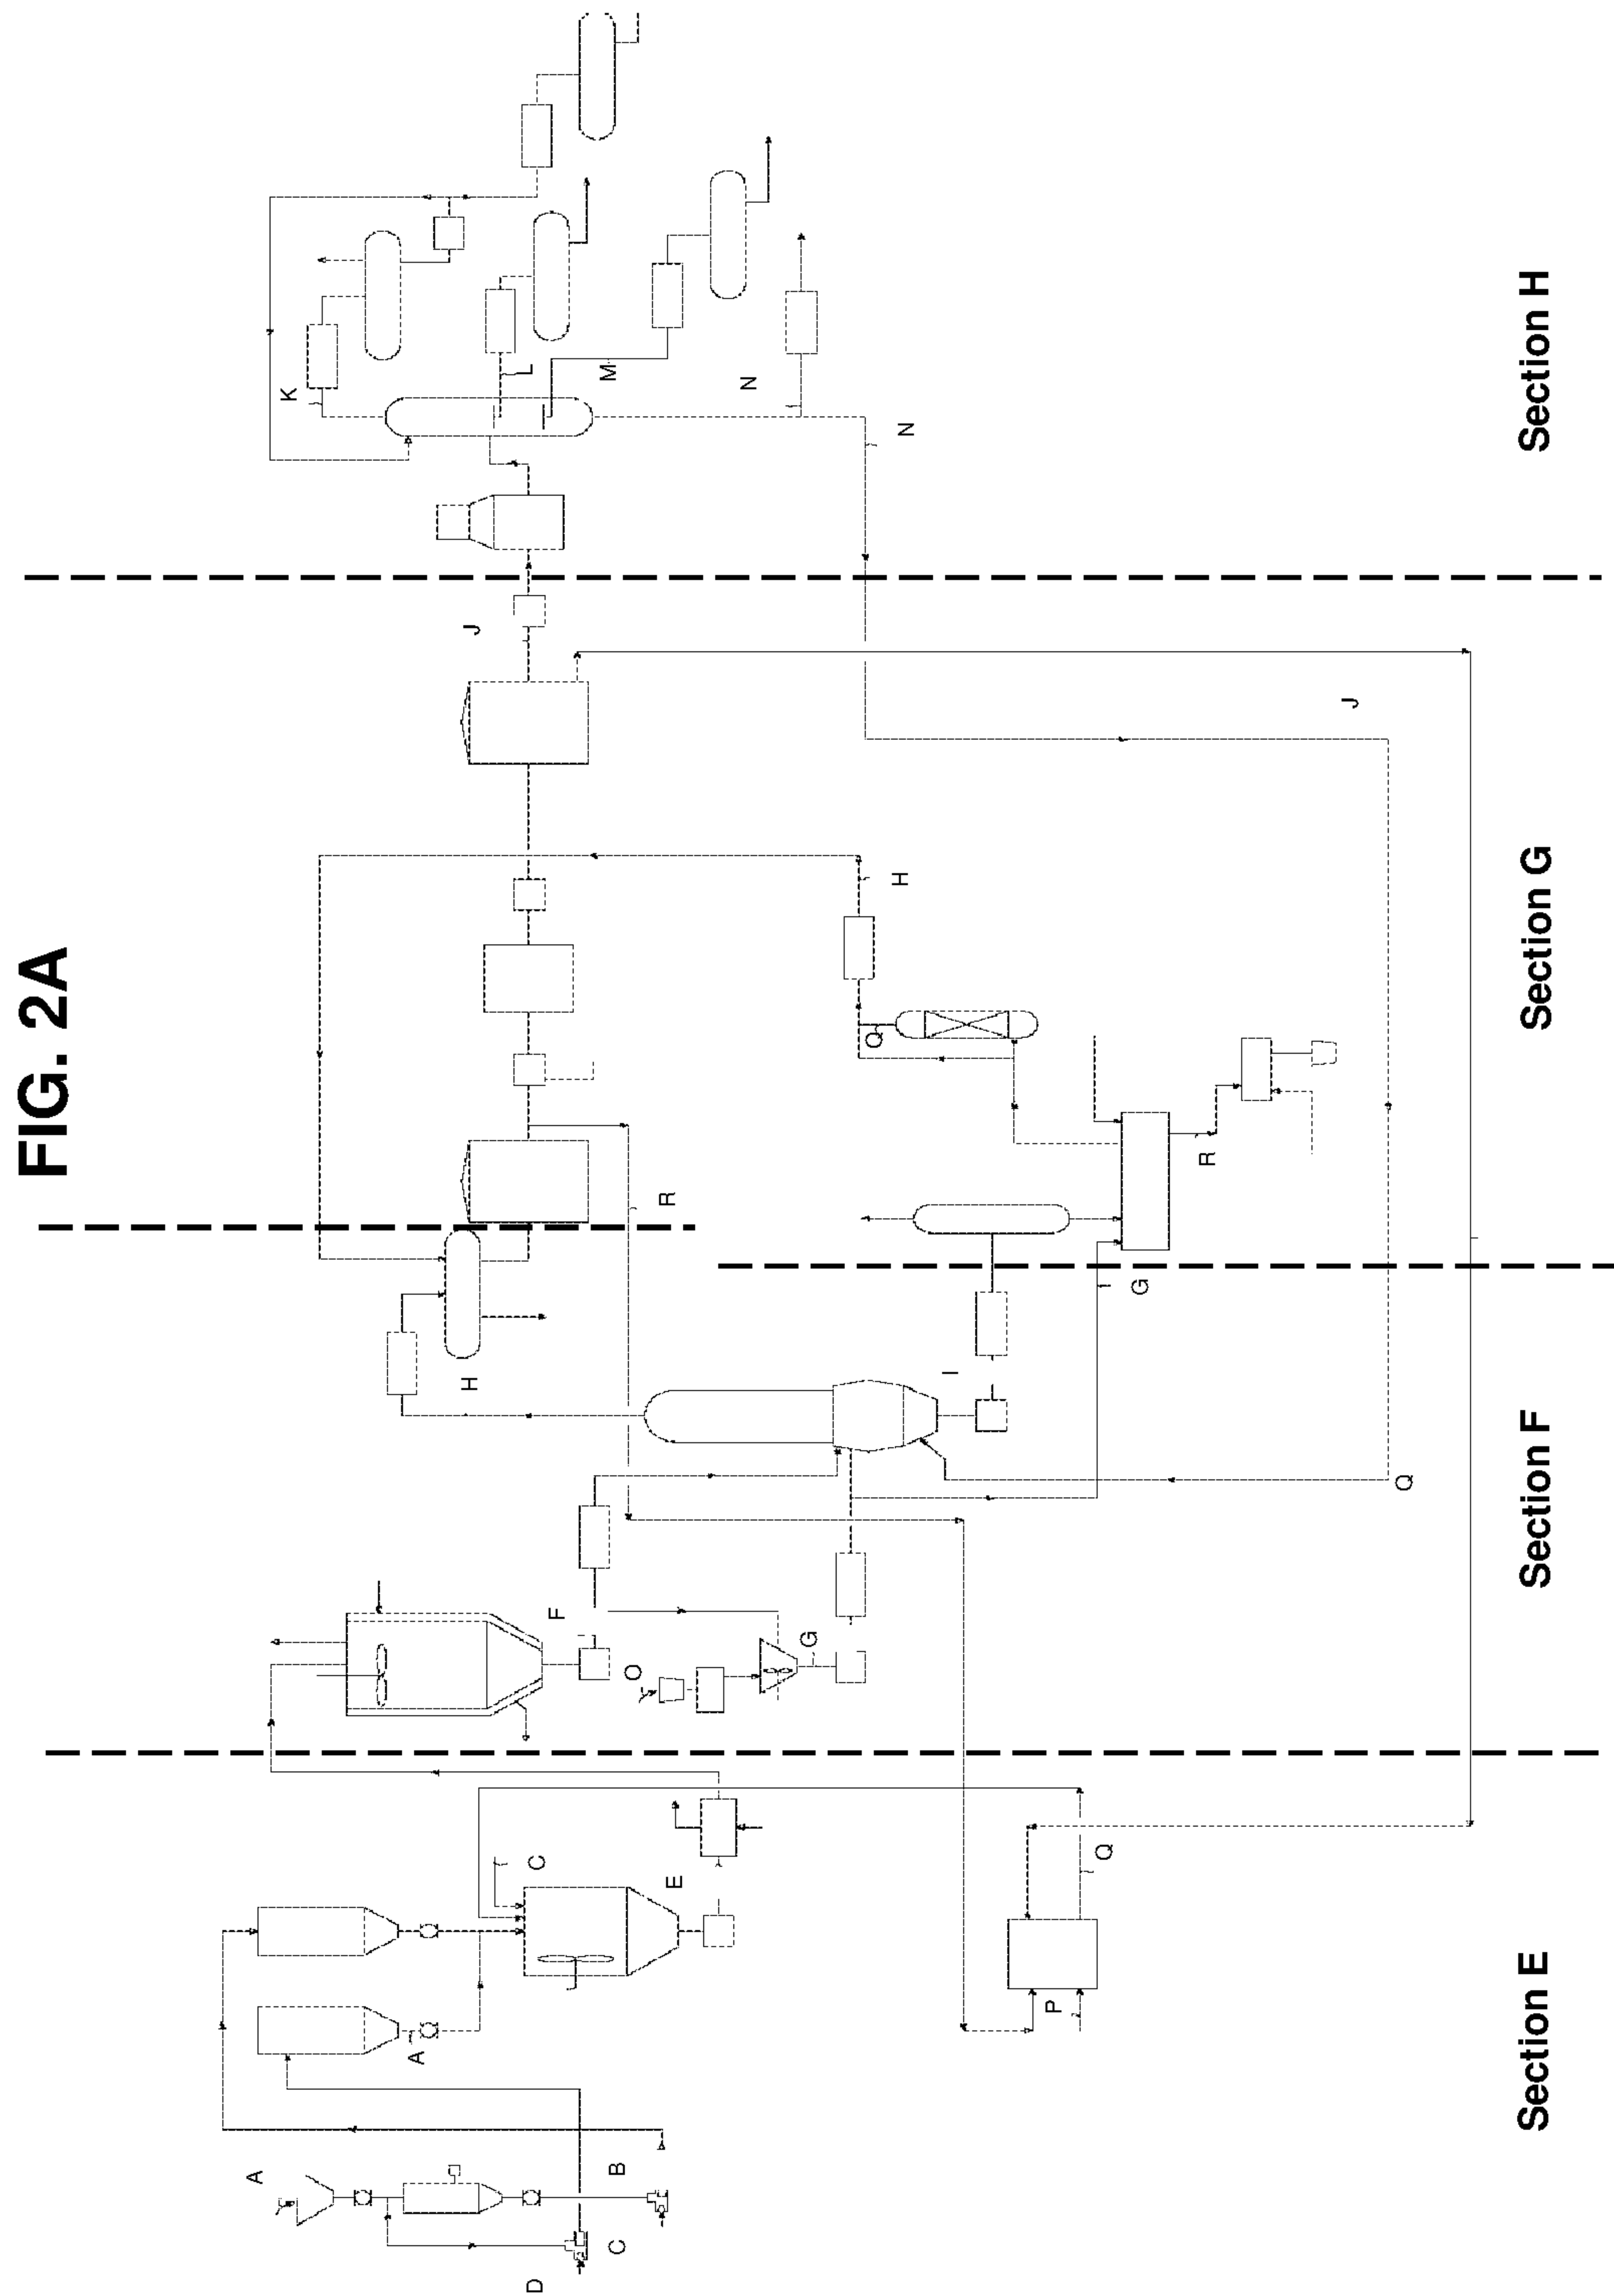 FIG. 2A
A
D
C
B
A
C
E
P
Q
Section E
F
O
G
H
I
G
Q
Section F
R
R
Q
H
J
J
Section G
K
L
M
N
N
Section H